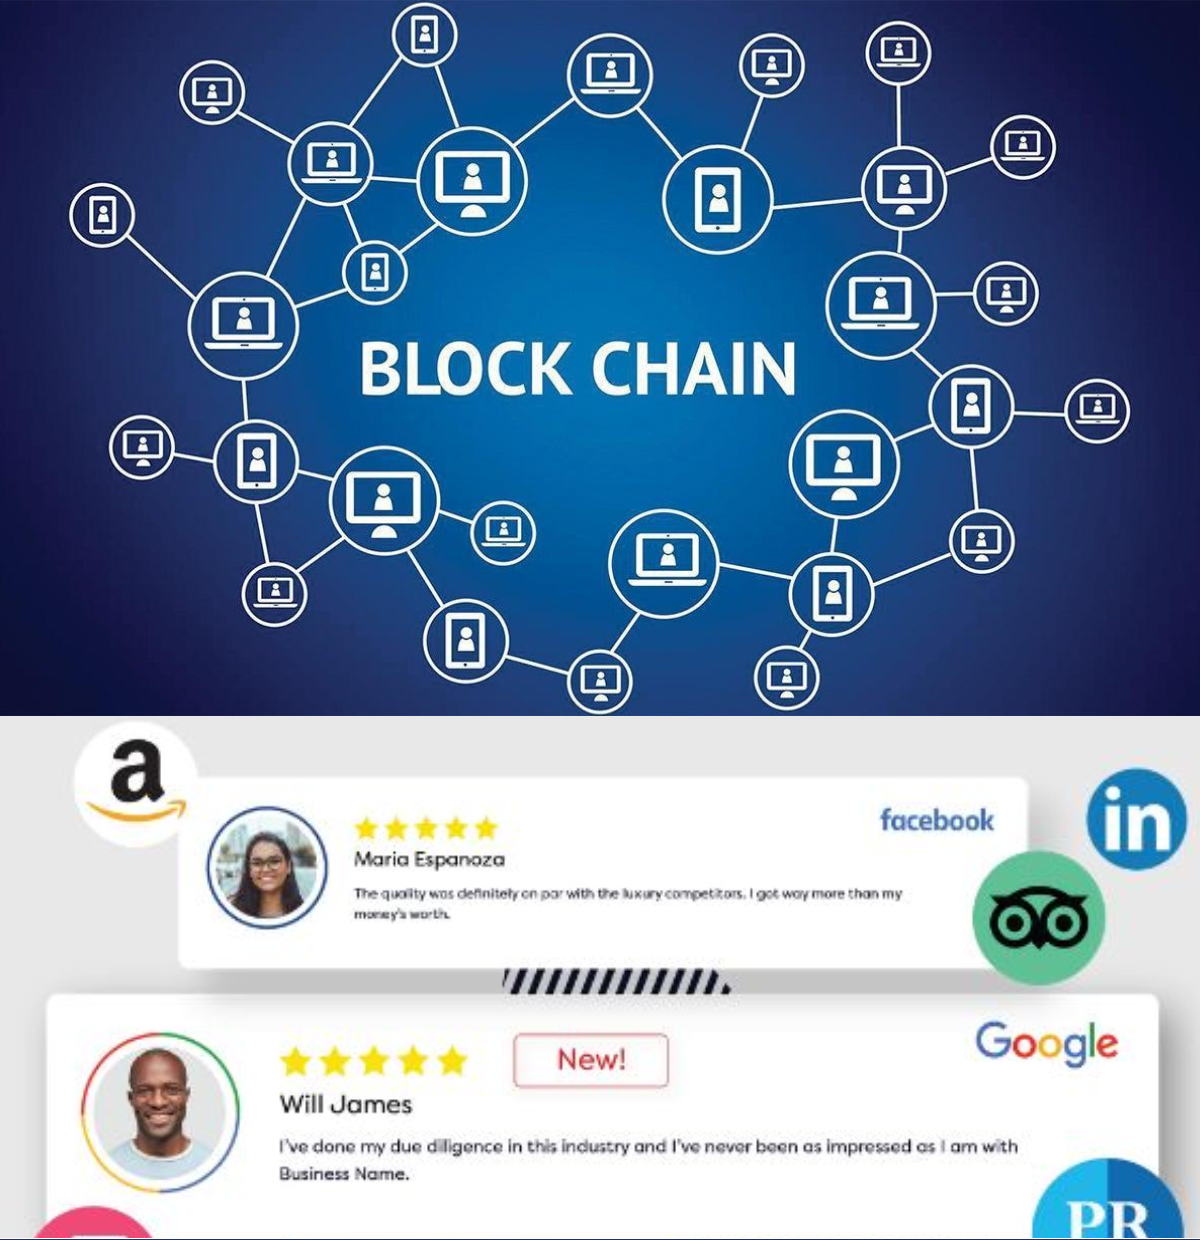 BLOCK CHAIN
a
in
facebook
Maria Espanoza
The quality was definitely on par with the luxury competitors. I got way more than my
money's worth.
Google
New!
Will James
I've done my due diligence in this industry and I've never been as impressed as I am with
Business Name.
PR